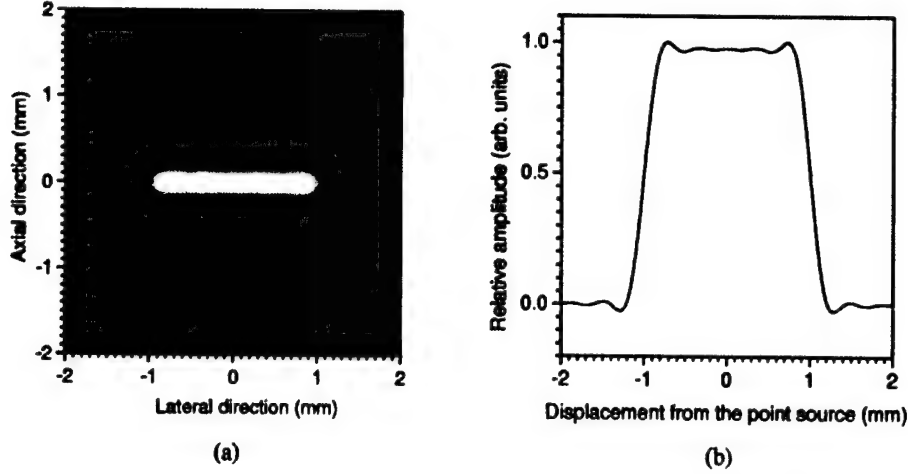 2
1
0
-1
-2
Axial direction (mm)
-2 -1 0 1 2
Lateral direction (mm)
(a)
1.0
0.5
0.0
Relative amplitude (arb. units)
-2 -1 0 1 2
Displacement from the point source (mm)
(b)